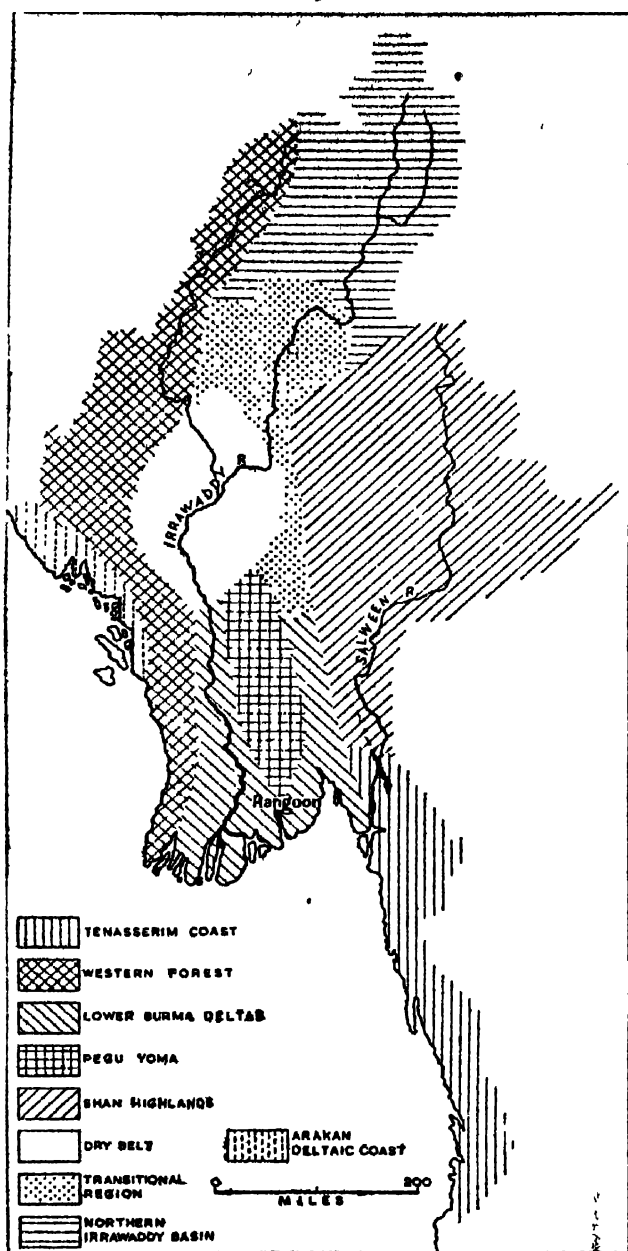 IRRAWADDY R
SALWEEN R
Rangoon
TENASSERIM COAST
WESTERN FOREST
LOWER BURMA DELTAS
PEGU YOMA
SHAN HIGHLANDS
DRY BELT
ARAKAN
DELTAIC COAST
TRANSITIONAL
REGION
0 200
MILES
NORTHERN
IRRAWADDY BASIN